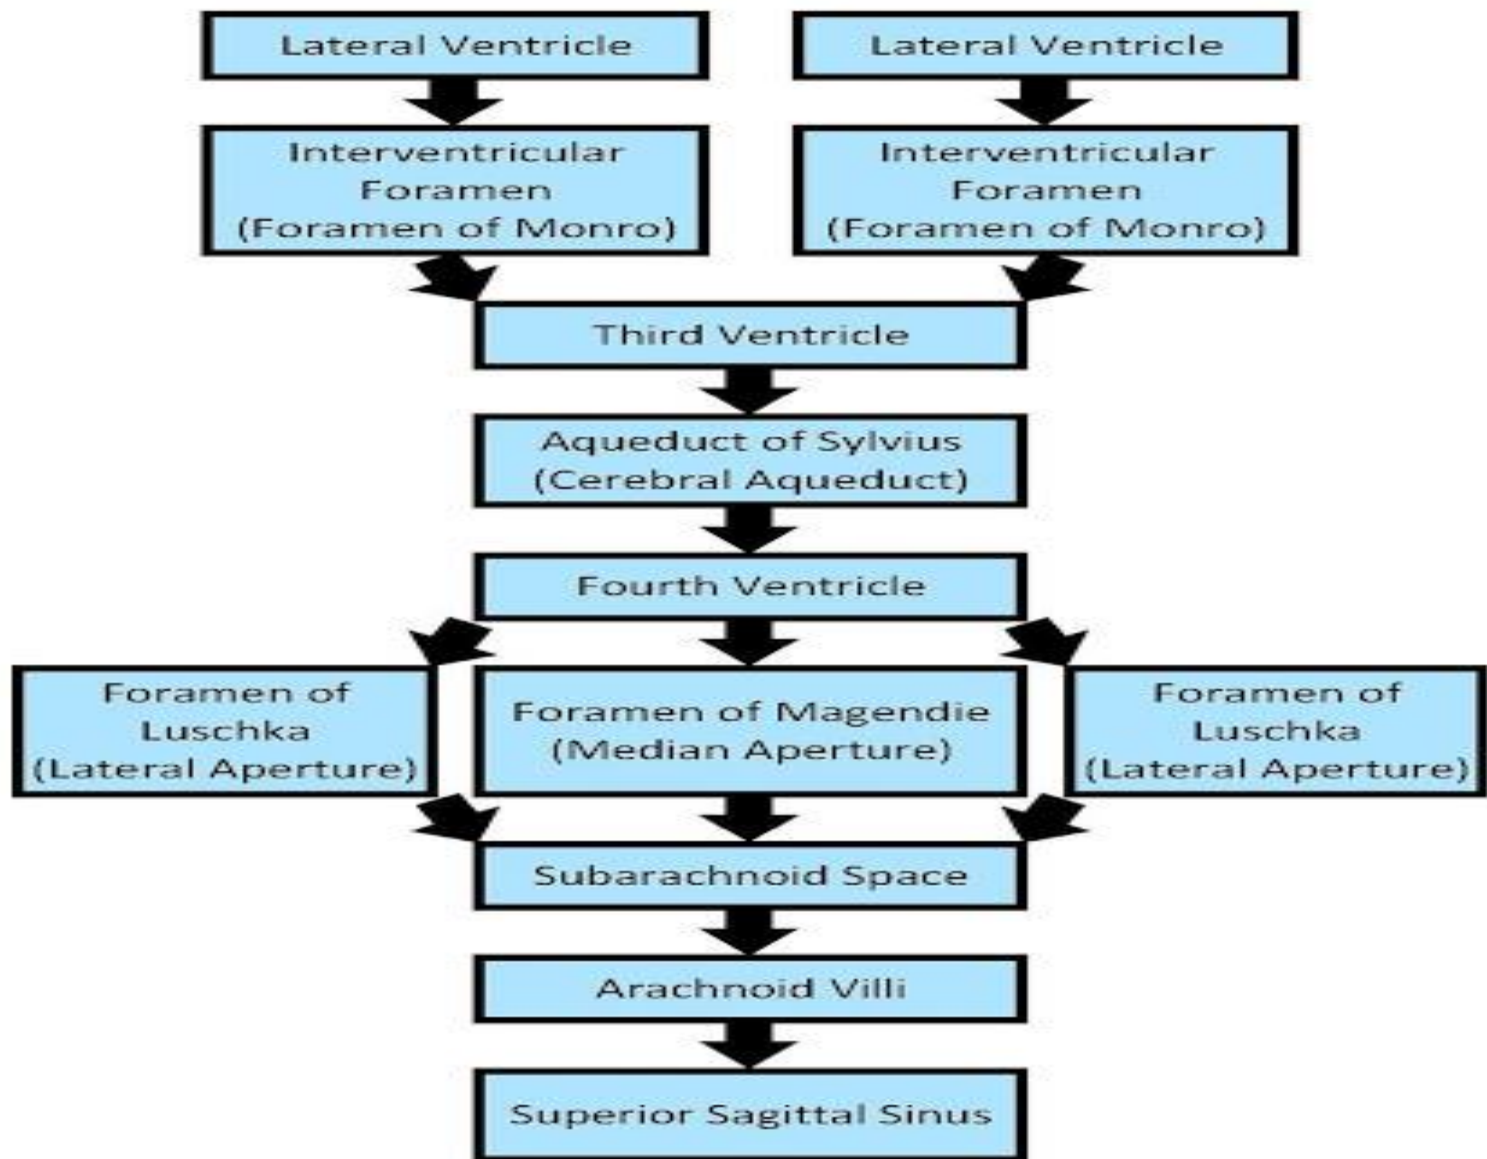 Lateral Ventricle
Lateral Ventricle
Interventricular
Foramen
(Foramen of Monro)
Interventricular
Foramen
(Foramen of Monro)
Third Ventricle
Aqueduct of Sylvius
(Cerebral Aqueduct)
Fourth Ventricle
Foramen of
Luschka
(Lateral Aperture)
Foramen of Magendie
(Median Aperture)
Foramen of
Luschka
(Lateral Aperture)
Subarachnoid Space
Arachnoid Villi
Superior Sagittal Sinus